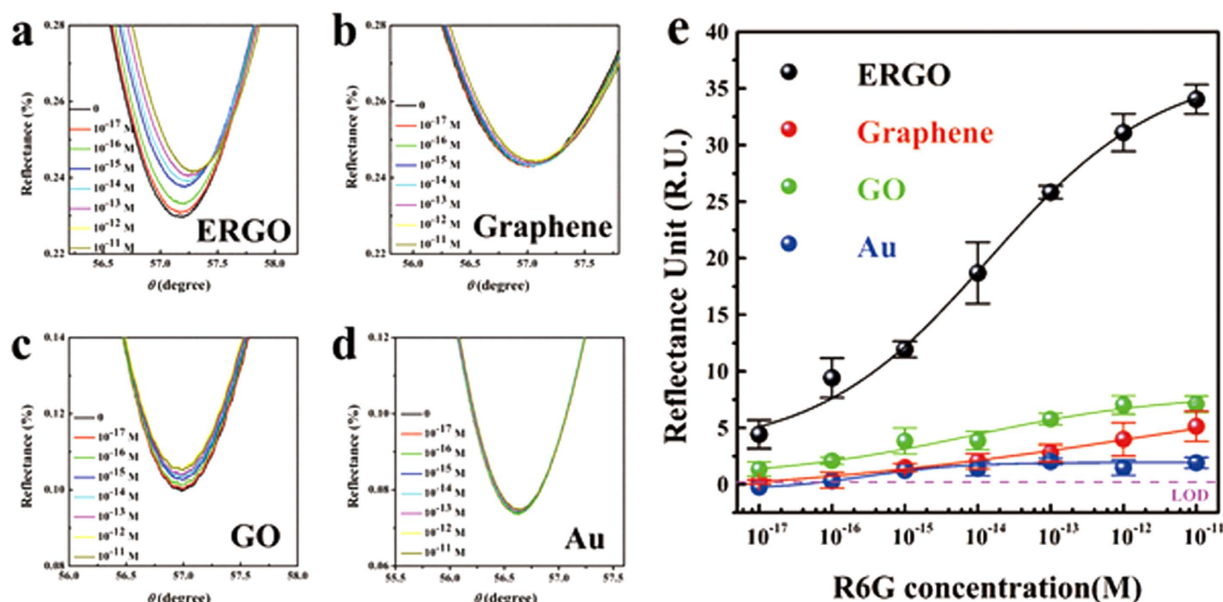 a
0.28
0.26
0.24
0.22
Reflectance (%)
0
10-17 M
10-16 M
10-15 M
10-14 M
10-13 M
10-12 M
10-11 M
ERGO
56.5 57.0 57.5 58.0
θ (degree)
b
0.28
0.26
0.24
0.22
Reflectance (%)
0
10-17 M
10-16 M
10-15 M
10-14 M
10-13 M
10-12 M
10-11 M
Graphene
56.0 56.5 57.0 57.5
θ (degree)
c
0.14
0.12
0.10
0.08
Reflectance (%)
0
10-17 M
10-16 M
10-15 M
10-14 M
10-13 M
10-12 M
10-11 M
GO
56.0 56.5 57.0 57.5 58.0
θ (degree)
d
0.12
0.10
0.08
0.06
Reflectance (%)
0
10-17 M
10-16 M
10-15 M
10-14 M
10-13 M
10-12 M
10-11 M
Au
55.5 56.0 56.5 57.0 57.5
θ (degree)
e
40
35
30
25
20
15
10
5
0
Reflectance Unit (R.U.)
ERGO
Graphene
GO
Au
LOD
10-17 10-16 10-15 10-14 10-13 10-12 10-11
R6G concentration(M)